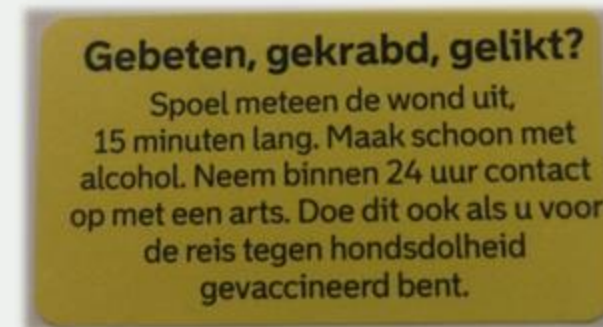 Gebeten, gekrabd, gelikt?
Spoel meteen de wond uit,
15 minuten lang. Maak schoon met
alcohol. Neem binnen 24 uur contact
op met een arts. Doe dit ook als u voor
de reis tegen hondsdolheid
gevaccineerd bent.